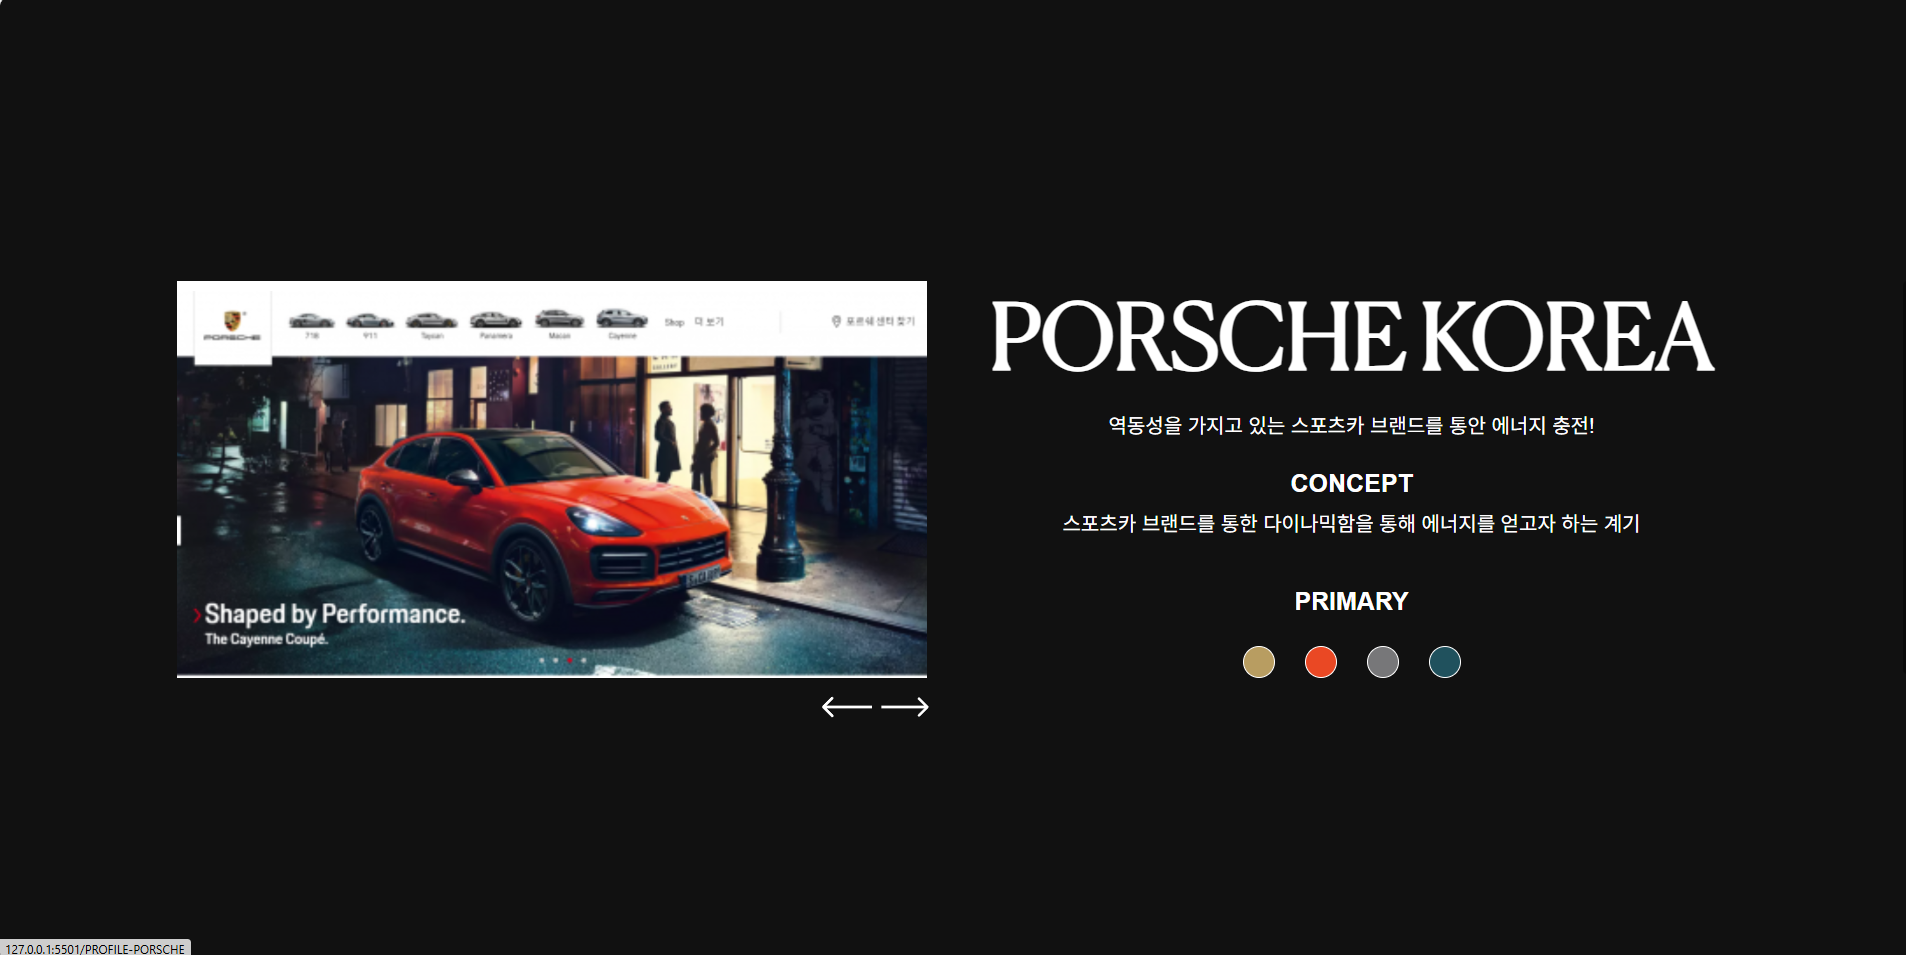 PORSCHE
718
911
Taycan
Panamera
Macan
Cayenne
Shop 더 보기
포르쉐 센터 찾기
GALLERY
Shaped by Performance.
The Cayenne Coupé.
PORSCHE KOREA
역동성을 가지고 있는 스포츠카 브랜드를 통안 에너지 충전!
CONCEPT
스포츠카 브랜드를 통한 다이나믹함을 통해 에너지를 얻고자 하는 계기
PRIMARY
127.0.0.1:5501/PROFILE-PORSCHE